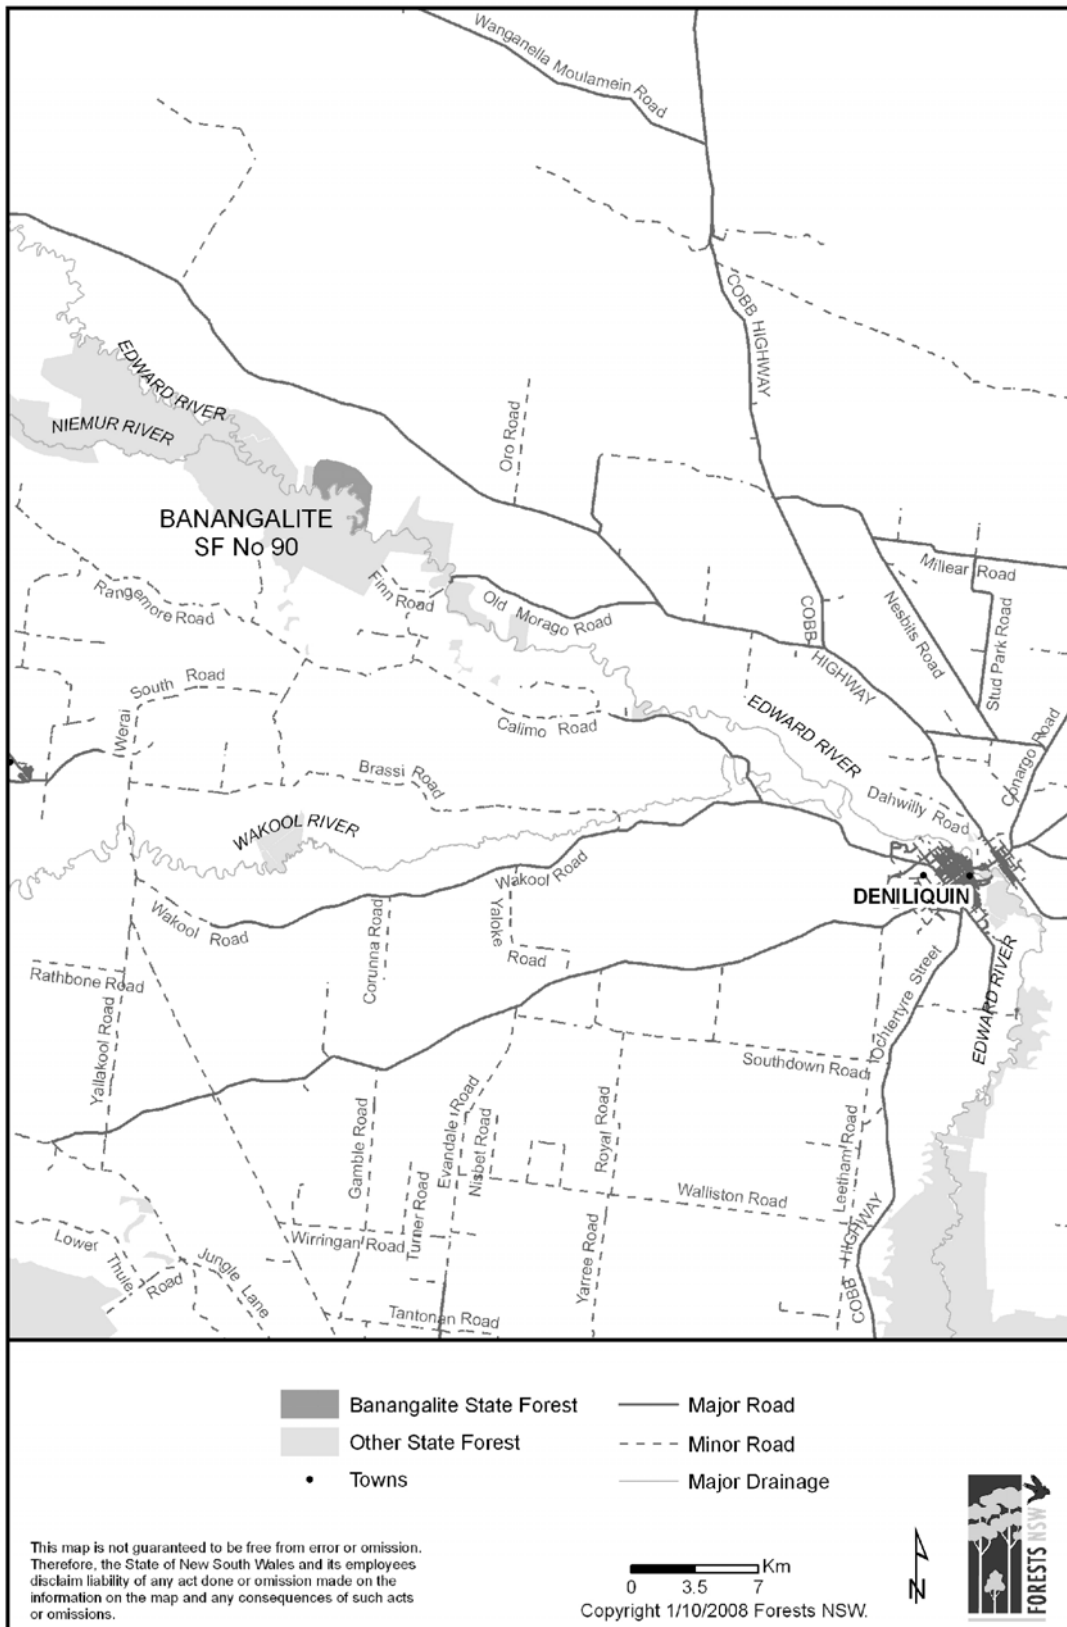 Wanganella Moulamein Road
COBB HIGHWAY
EDWARD RIVER
NIEMUR RIVER
Oro Road
BANANGALITE
SF No 90
Millear Road
Rangemore Road
Finn Road
Old Morago Road
COBB HIGHWAY
Nesbits Road
Stud Park Road
South Road
Werai
Calimo Road
EDWARD RIVER
Conargo Road
Brassi Road
Dahwilly Road
WAKOOL RIVER
Wakool Road
DENILIQUIN
Wakool Road
Corunna Road
Yaloke
Road
Rathbone Road
Ochtertyre Street
EDWARD RIVER
Yallakool Road
Southdown Road
Gamble Road
Evandale Road
Nisbet Road
Royal Road
Leetham Road
Turner Road
Walliston Road
Wirringan Road
Yarree Road
COBB HIGHWAY
Lower
Thule
Road
Jungle Lane
Tantonan Road
Banangalite State Forest
Major Road
Other State Forest
Minor Road
Towns
Major Drainage
This map is not guaranteed to be free from error or omission.
Therefore, the State of New South Wales and its employees
disclaim liability of any act done or omission made on the
information on the map and any consequences of such acts
or omissions.
N
Km
0 3.5 7
Copyright 1/10/2008 Forests NSW.
FORESTS NSW